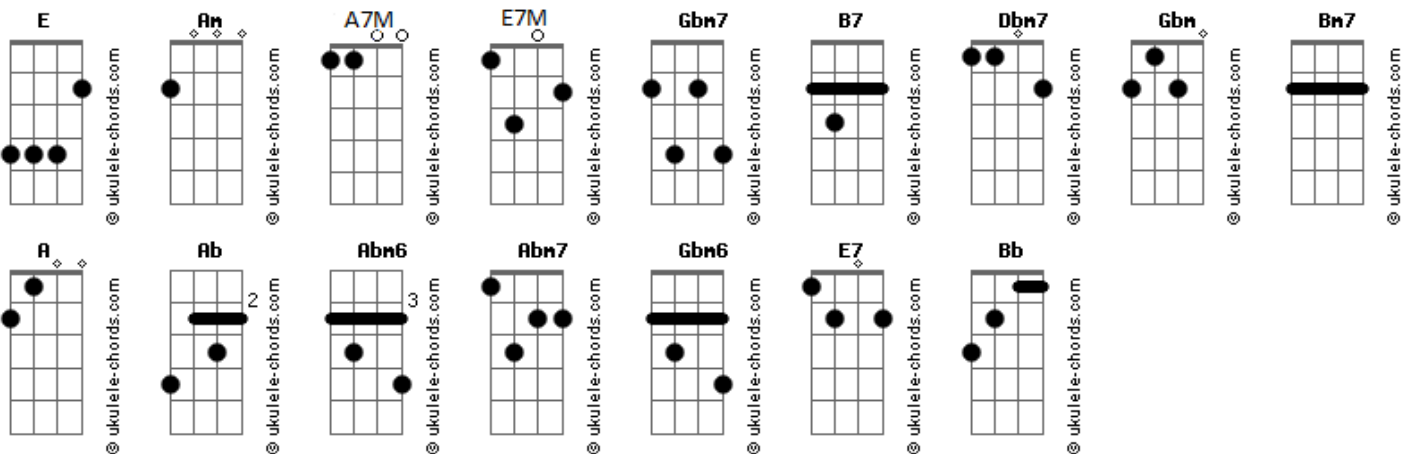 E Am A7M E7M Gbm7 B7 Dbm7 Gbm Bm7
© ukulele-chords.com © ukulele-chords.com © ukulele-chords.com © ukulele-chords.com © ukulele-chords.com © ukulele-chords.com © ukulele-chords.com © ukulele-chords.com © ukulele-chords.com
A Ab Abm6 Abm7 Gbm6 E7 Bb
2 3
© ukulele-chords.com © ukulele-chords.com © ukulele-chords.com © ukulele-chords.com © ukulele-chords.com © ukulele-chords.com © ukulele-chords.com